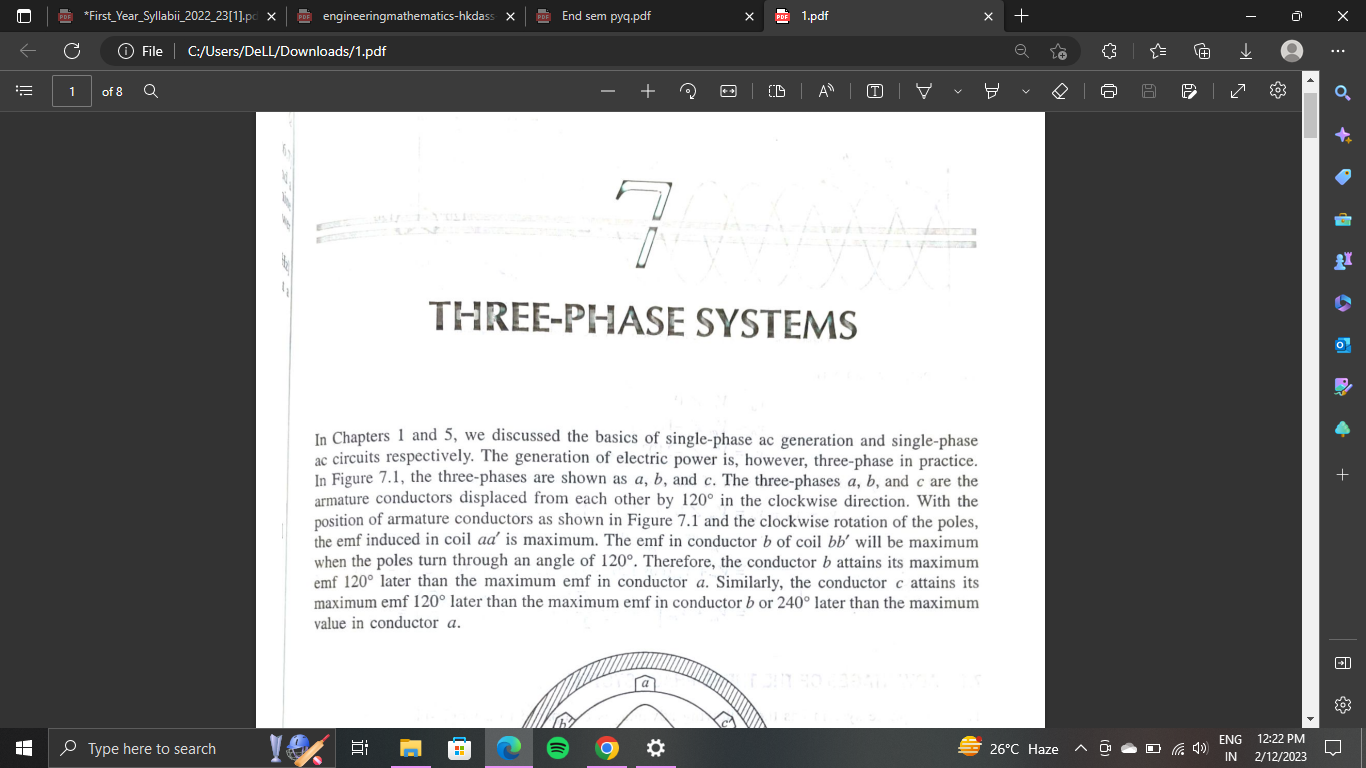 *First_Year_Syllabii_2022_23[1].pd
engineeringmathematics-hkdass
End sem pyq.pdf
1.pdf
File
C:/Users/DeLL/Downloads/1.pdf
1
of 8
7
THREE-PHASE SYSTEMS
In Chapters 1 and 5, we discussed the basics of single-phase ac generation and single-phase
ac circuits respectively. The generation of electric power is, however, three-phase in practice.
In Figure 7.1, the three-phases are shown as a, b, and c. The three-phases a, b, and c are the
armature conductors displaced from each other by 120° in the clockwise direction. With the
position of armature conductors as shown in Figure 7.1 and the clockwise rotation of the poles,
the emf induced in coil aa′ is maximum. The emf in conductor b of coil bb′ will be maximum
when the poles turn through an angle of 120°. Therefore, the conductor b attains its maximum
emf 120° later than the maximum emf in conductor a. Similarly, the conductor c attains its
maximum emf 120° later than the maximum emf in conductor b or 240° later than the maximum
value in conductor a.
a
b′
c′
Type here to search
26°C Haze
ENG
IN
12:22 PM
2/12/2023